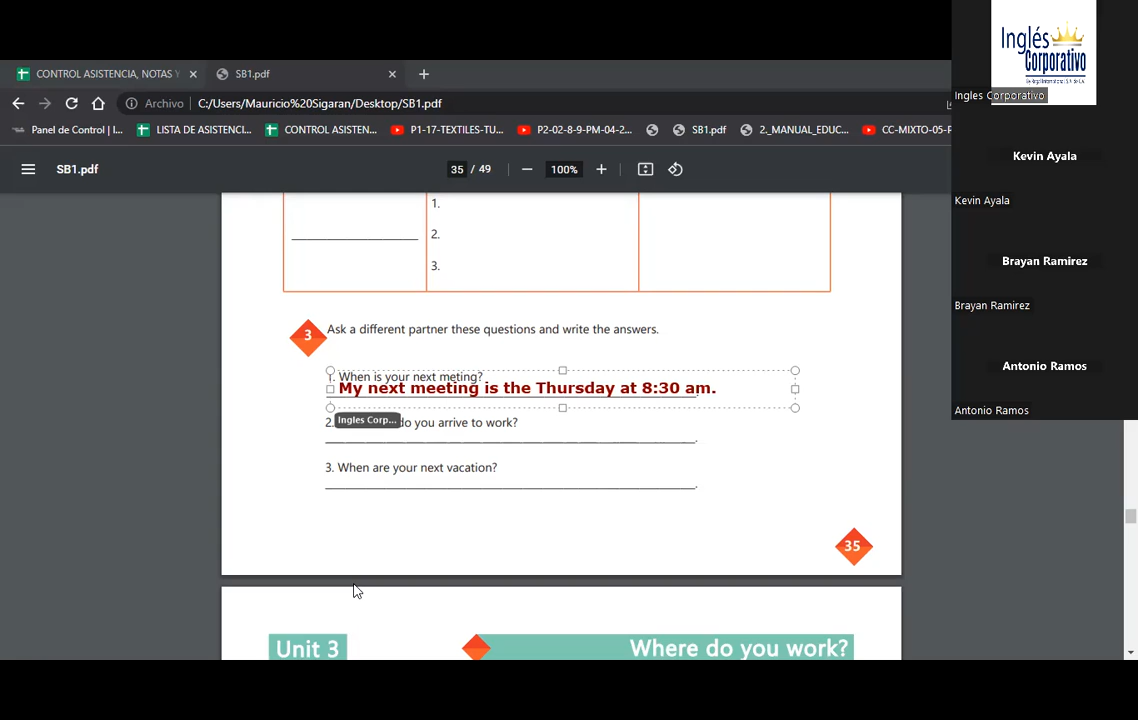 CONTROL ASISTENCIA, NOTAS Y
SB1.pdf
Archivo
C:/Users/Mauricio%20Sigaran/Desktop/SB1.pdf
Panel de Control | I...
LISTA DE ASISTENCI...
CONTROL ASISTEN...
P1-17-TEXTILES-TU...
P2-02-8-9-PM-04-2...
SB1.pdf
2._MANUAL_EDUC...
CC-MIXTO-05-P
SB1.pdf
35 / 49
100%
1.
2.
3.
3
Ask a different partner these questions and write the answers.
1. When is your next meting?
My next meeting is the Thursday at 8:30 am.
Ingles Corp...
2.
do you arrive to work?
3. When are your next vacation?
35
Unit 3
Where do you work?
Inglés
Corporativo
Ingles Corporativo
Kevin Ayala
Kevin Ayala
Brayan Ramirez
Brayan Ramirez
Antonio Ramos
Antonio Ramos